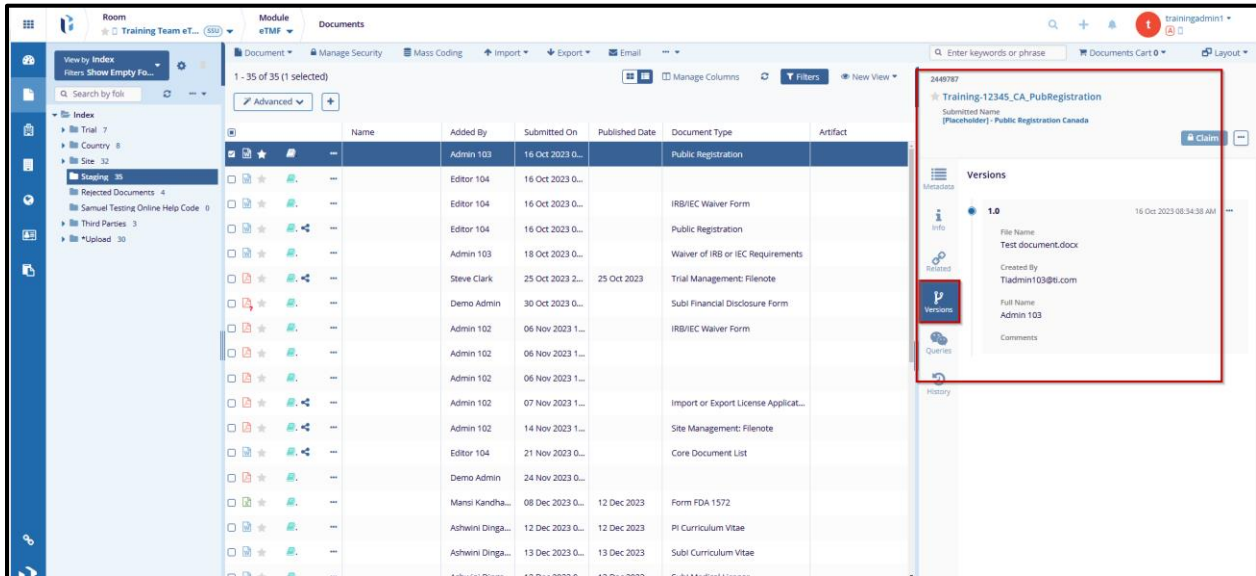 Room
Training Team eT... SSU
Module
eTMF
Documents
trainingadmin1
t
A
View by Index
Filters Show Empty Fo...
Search by fol
Index
Trial 7
Country 8
Site 32
Staging 35
Rejected Documents 4
Samuel Testing Online Help Code 0
Third Parties 3
*Upload 30
Document Manage Security Mass Coding Import Export Email
1 - 35 of 35 (1 selected)
Manage Columns Filters New View
Advanced
Name Added By Submitted On Published Date Document Type Artifact
Admin 103 16 Oct 2023 0... Public Registration
Editor 104 16 Oct 2023 0...
Editor 104 16 Oct 2023 0... IRB/IEC Waiver Form
Editor 104 16 Oct 2023 0... Public Registration
Admin 103 18 Oct 2023 0... Waiver of IRB or IEC Requirements
Steve Clark 25 Oct 2023 2... 25 Oct 2023 Trial Management: Filenote
Demo Admin 30 Oct 2023 0... SubI Financial Disclosure Form
Admin 102 06 Nov 2023 1... IRB/IEC Waiver Form
Admin 102 06 Nov 2023 1...
Admin 102 06 Nov 2023 1...
Admin 102 07 Nov 2023 1... Import or Export License Applicat...
Admin 102 14 Nov 2023 1... Site Management: Filenote
Editor 104 21 Nov 2023 0... Core Document List
Demo Admin 24 Nov 2023 0...
Mansi Kandha... 08 Dec 2023 0... 12 Dec 2023 Form FDA 1572
Ashwini Dinga... 12 Dec 2023 0... 12 Dec 2023 PI Curriculum Vitae
Ashwini Dinga... 13 Dec 2023 0... 13 Dec 2023 SubI Curriculum Vitae
Enter keywords or phrase
Documents Cart 0
Layout
2449787
Training-12345_CA_PubRegistration
Submitted Name
[Placeholder] - Public Registration Canada
Claim
Metadata
Info
Related
Versions
Queries
History
Versions
1.0 16 Oct 2023 08:34:38 AM
File Name
Test document.docx
Created By
TIadmin103@ti.com
Full Name
Admin 103
Comments